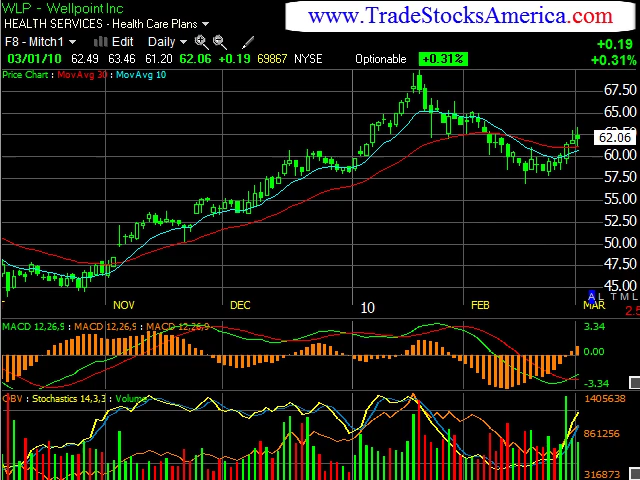 WLP - Wellpoint Inc
www.TradeStocksAmerica.com
HEALTH SERVICES - Health Care Plans
F8 - Mitch1 Edit Daily
+0.19
03/01/10 62.49 63.46 61.20 62.06 +0.19 69867 NYSE Optionable +0.31% +0.31%
Price Chart : MovAvg 30 : MovAvg 10
67.50
65.00
62.06
60.00
57.50
55.00
52.50
50.00
47.50
45.00
A L T M L
NOV DEC 10 FEB MAR
MACD 12,26,9 : MACD 12,26,9 : MACD 12,26,9
3.34
0.00
-3.34
OBV : Stochastics 14,3,3 : Volume
1405638
861256
316873